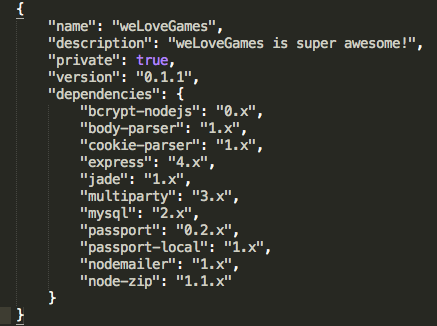 {
    "name": "weLoveGames",
    "description": "weLoveGames is super awesome!",
    "private": true,
    "version": "0.1.1",
    "dependencies": {
        "bcrypt-nodejs": "0.x",
        "body-parser": "1.x",
        "cookie-parser": "1.x",
        "express": "4.x",
        "jade": "1.x",
        "multiparty": "3.x",
        "mysql": "2.x",
        "passport": "0.2.x",
        "passport-local": "1.x",
        "nodemailer": "1.x",
        "node-zip": "1.1.x"
    }
}